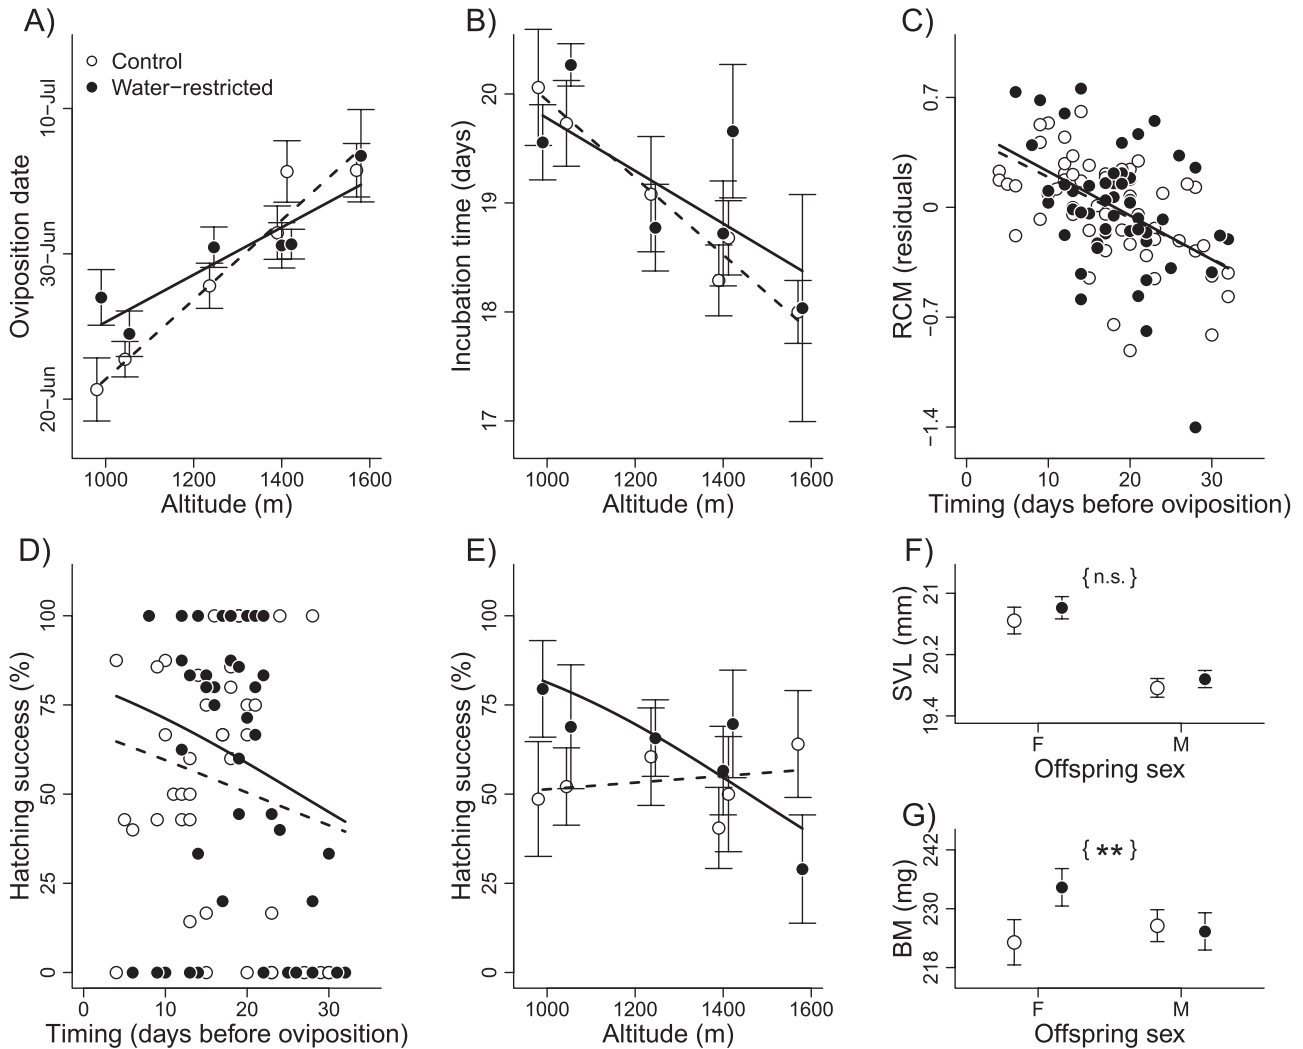 A)
Control
Water−restricted
Oviposition date
20−Jun
30−Jun
10−Jul
1000 1200 1400 1600
Altitude (m)
B)
Incubation time (days)
17
18
19
20
1000 1200 1400 1600
Altitude (m)
C)
RCM (residuals)
−1.4
−0.7
0
0.7
0 10 20 30
Timing (days before oviposition)
D)
Hatching success (%)
0
25
50
75
100
0 10 20 30
Timing (days before oviposition)
E)
Hatching success (%)
0
25
50
75
100
1000 1200 1400 1600
Altitude (m)
F)
{n.s.}
SVL (mm)
19.4
20.2
21
F M
Offspring sex
G)
{**}
BM (mg)
218
230
242
F M
Offspring sex